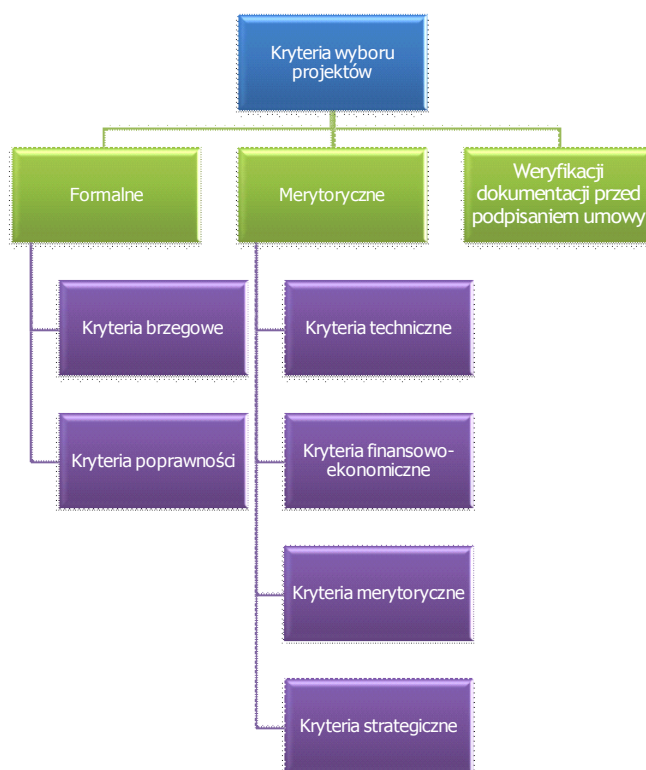 Kryteria wyboru
projektów
Formalne
Merytoryczne
Weryfikacji
dokumentacji przed
podpisaniem umowy
Kryteria brzegowe
Kryteria techniczne
Kryteria poprawności
Kryteria finansowo-
ekonomiczne
Kryteria merytoryczne
Kryteria strategiczne